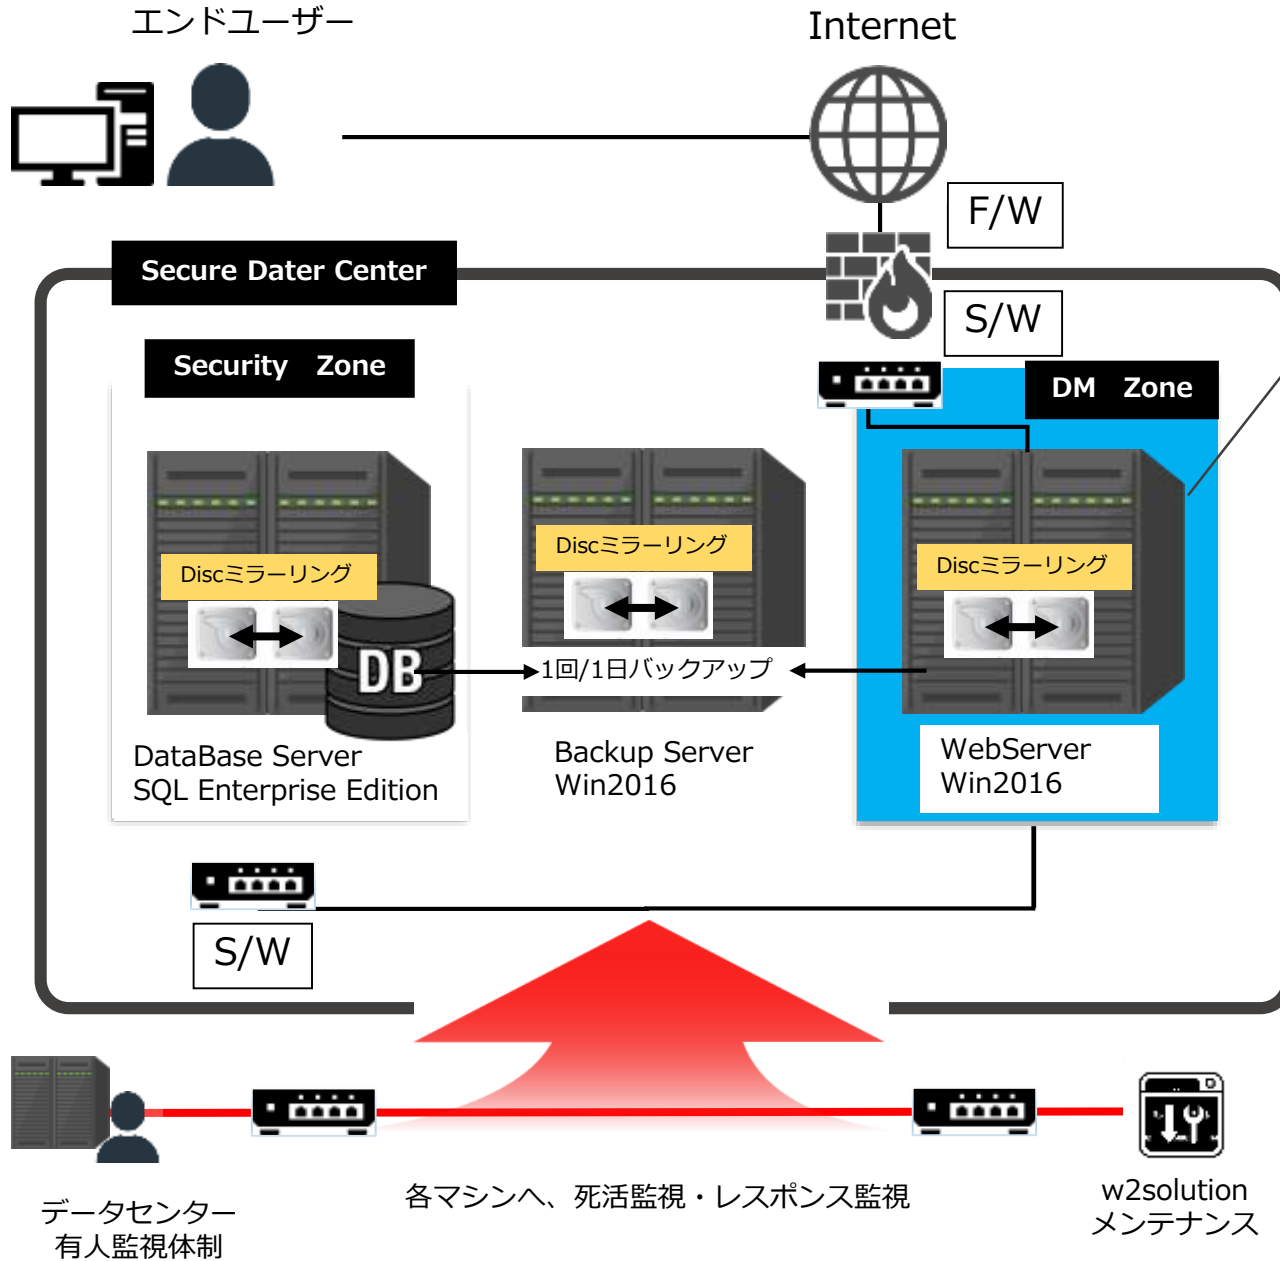 エンドユーザー
Internet
F/W
Secure Dater Center
S/W
Security Zone
DM Zone
Discミラーリング
Discミラーリング
Discミラーリング
DB
1回/1日バックアップ
DataBase Server
SQL Enterprise Edition
Backup Server
Win2016
WebServer
Win2016
S/W
各マシンへ、死活監視・レスポンス監視
データセンター
有人監視体制
w2solution
メンテナンス